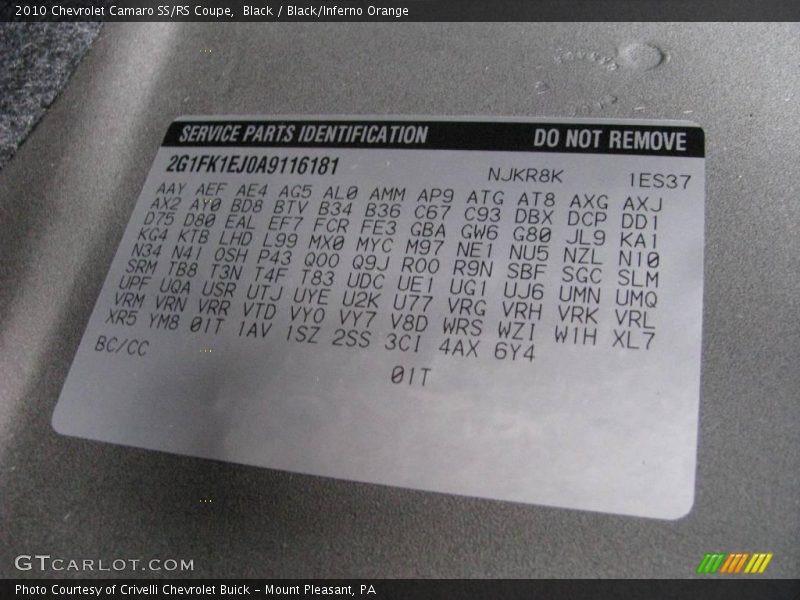 2010 Chevrolet Camaro SS/RS Coupe,  Black / Black/Inferno Orange
SERVICE PARTS IDENTIFICATION DO NOT REMOVE
2G1FK1EJ0A9116181 NJKR8K 1ES37
AAY AEF AE4 AG5 AL0 AMM AP9 ATG AT8 AXG AXJ
AX2 AY0 BD8 BTV B34 B36 C67 C93 DBX DCP DD1
D75 D80 EAL EF7 FCR FE3 GBA GW6 G80 JL9 KA1
KG4 KTB LHD L99 MX0 MYC M97 NE1 NU5 NZL N10
N34 N41 OSH P43 Q00 Q9J R00 R9N SBF SGC SLM
SRM TB8 T3N T4F T83 UDC UE1 UG1 UJ6 UMN UMQ
UPF UQA USR UTJ UYE U2K U77 VRG VRH VRK VRL
VRM VRN VRR VTD VY0 VY7 V8D WRS WZI W1H XL7
XR5 YM8 01T 1AV 1SZ 2SS 3CI 4AX 6Y4
BC/CC
01T
GTCARLOT.COM
Photo Courtesy of Crivelli Chevrolet Buick - Mount Pleasant, PA